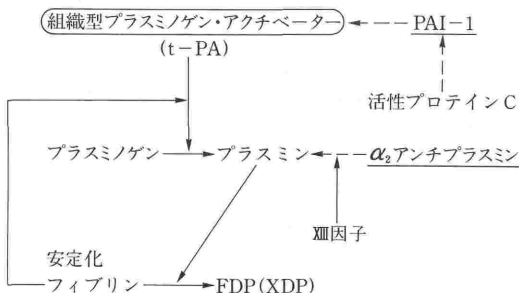 組織型プラスミノゲン・アクチベーター
PAI-1
(t-PA)
活性プロテインC
プラスミノゲン
プラスミン
α₂アンチプラスミン
XIII因子
安定化
フィブリン
FDP(XDP)